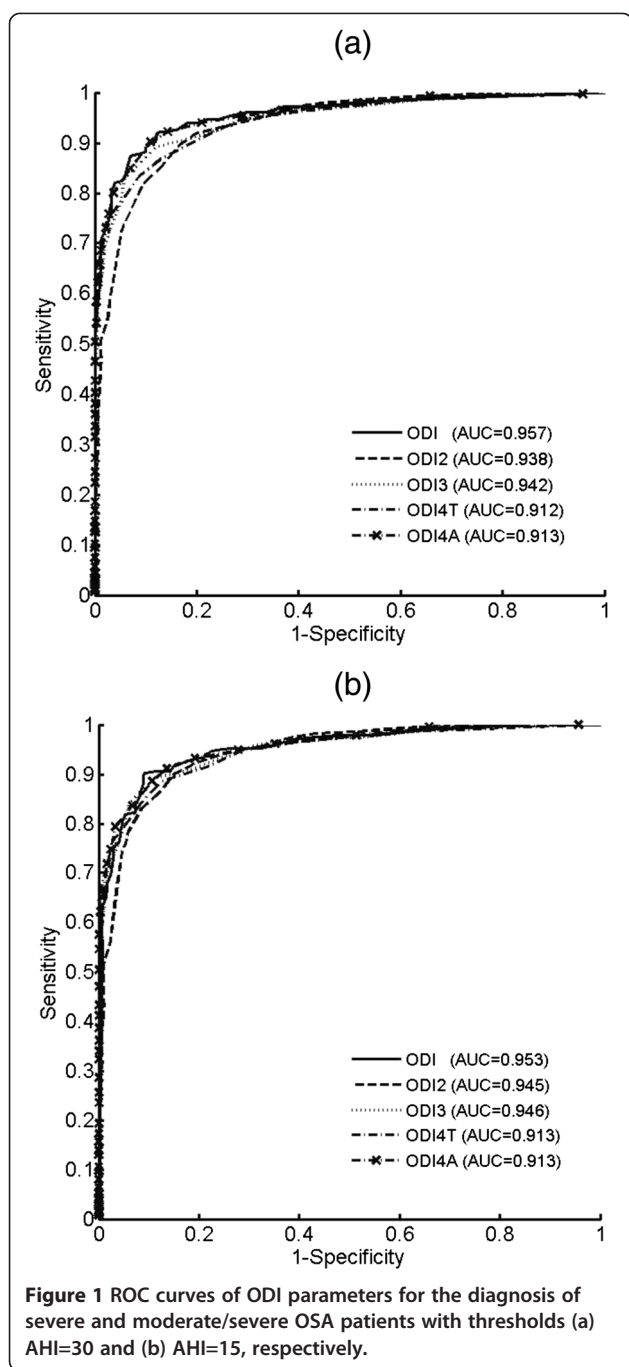 (a)
1
0.9
0.8
0.7
0.6
0.5
0.4
0.3
0.2
0.1
0
Sensitivity
ODI (AUC=0.957)
ODI2 (AUC=0.938)
ODI3 (AUC=0.942)
ODI4T (AUC=0.912)
ODI4A (AUC=0.913)
0 0.2 0.4 0.6 0.8 1
1-Specificity
(b)
1
0.9
0.8
0.7
0.6
0.5
0.4
0.3
0.2
0.1
0
Sensitivity
ODI (AUC=0.953)
ODI2 (AUC=0.945)
ODI3 (AUC=0.946)
ODI4T (AUC=0.913)
ODI4A (AUC=0.913)
0 0.2 0.4 0.6 0.8 1
1-Specificity
Figure 1 ROC curves of ODI parameters for the diagnosis of
severe and moderate/severe OSA patients with thresholds (a)
AHI=30 and (b) AHI=15, respectively.